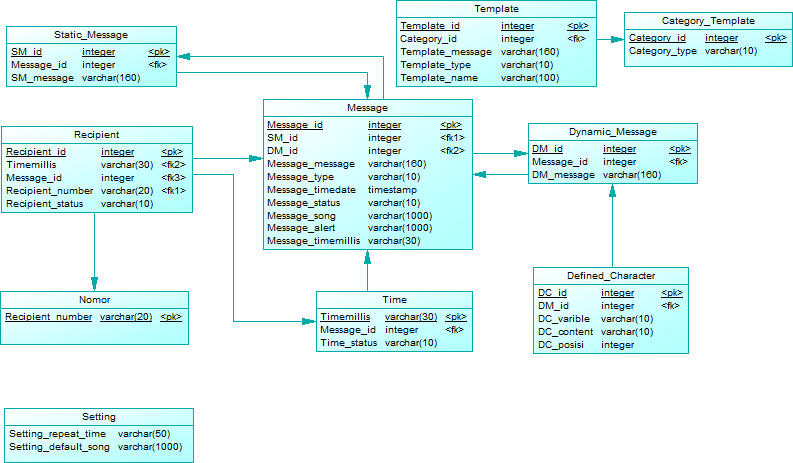 Static_Message
SM_id integer <pk>
Message_id integer <fk>
SM_message varchar(160)
Template
Template_id integer <pk>
Category_id integer <fk>
Template_message varchar(160)
Template_type varchar(10)
Template_name varchar(100)
Category_Template
Category_id integer <pk>
Category_type varchar(10)
Recipient
Recipient_id integer <pk>
Timemillis varchar(30) <fk2>
Message_id integer <fk3>
Recipient_number varchar(20) <fk1>
Recipient_status varchar(10)
Message
Message_id integer <pk>
SM_id integer <fk1>
DM_id integer <fk2>
Message_message varchar(160)
Message_type varchar(10)
Message_timedate timestamp
Message_status varchar(10)
Message_song varchar(1000)
Message_alert varchar(1000)
Message_timemillis varchar(30)
Dynamic_Message
DM_id integer <pk>
Message_id integer <fk>
DM_message varchar(160)
Nomor
Recipient_number varchar(20) <pk>
Time
Timemillis varchar(30) <pk>
Message_id integer <fk>
Time_status varchar(10)
Defined_Character
DC_id integer <pk>
DM_id integer <fk>
DC_varible varchar(10)
DC_content varchar(10)
DC_posisi integer
Setting
Setting_repeat_time varchar(50)
Setting_default_song varchar(1000)